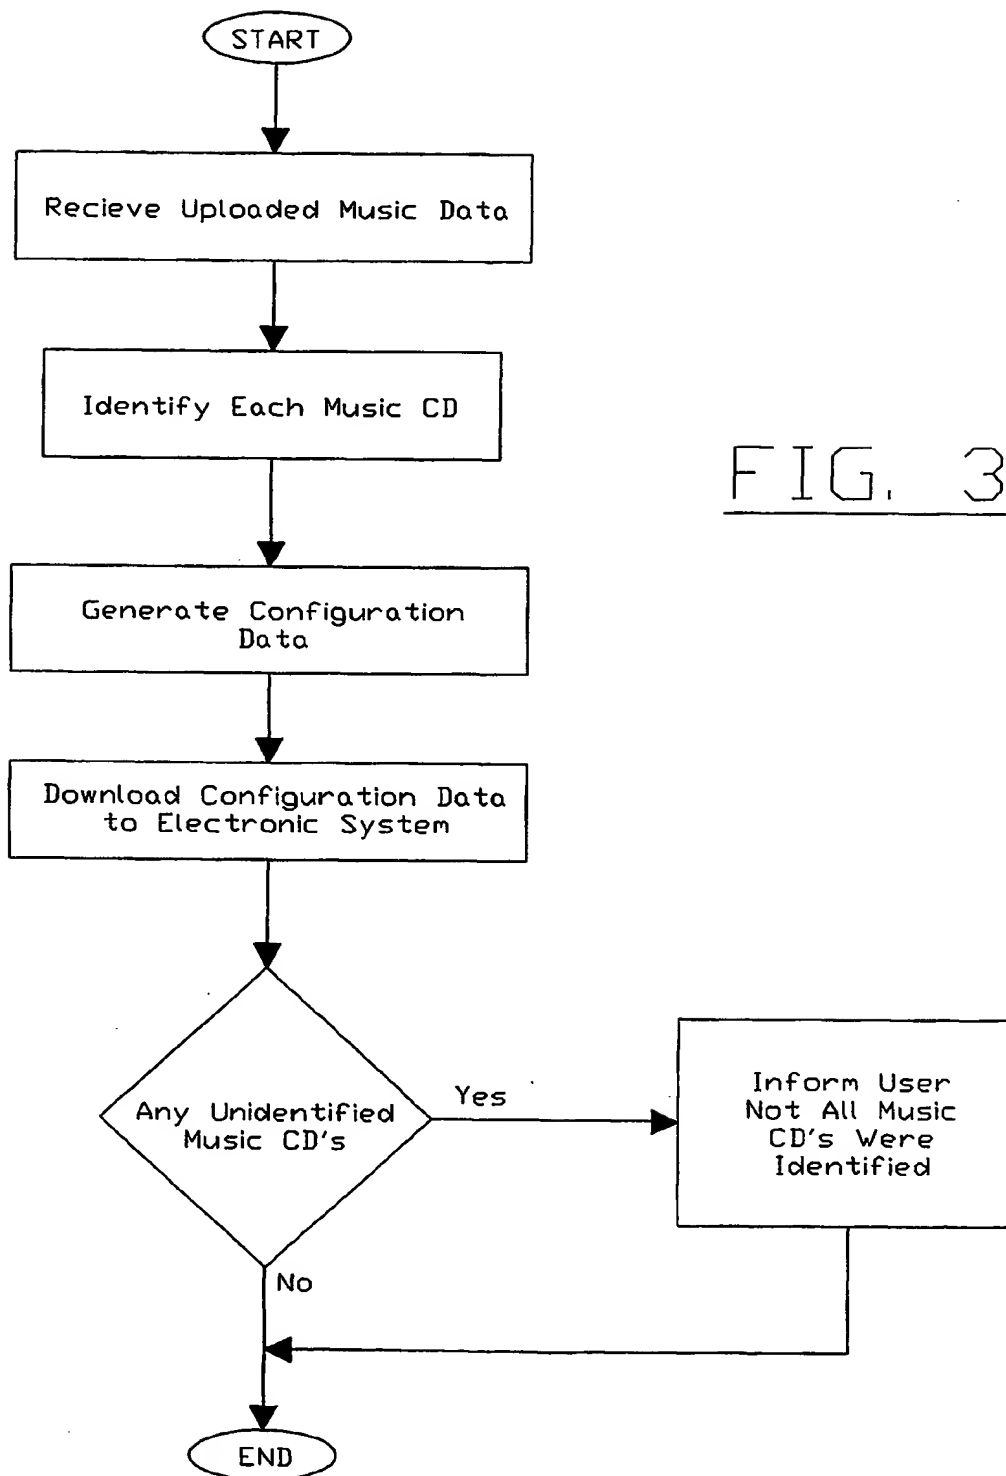 START
Recieve Uploaded Music Data
Identify Each Music CD
FIG. 3
Generate Configuration
Data
Download Configuration Data
to Electronic System
Any Unidentified
Music CD's
Yes
Inform User
Not All Music
CD's Were
Identified
No
END